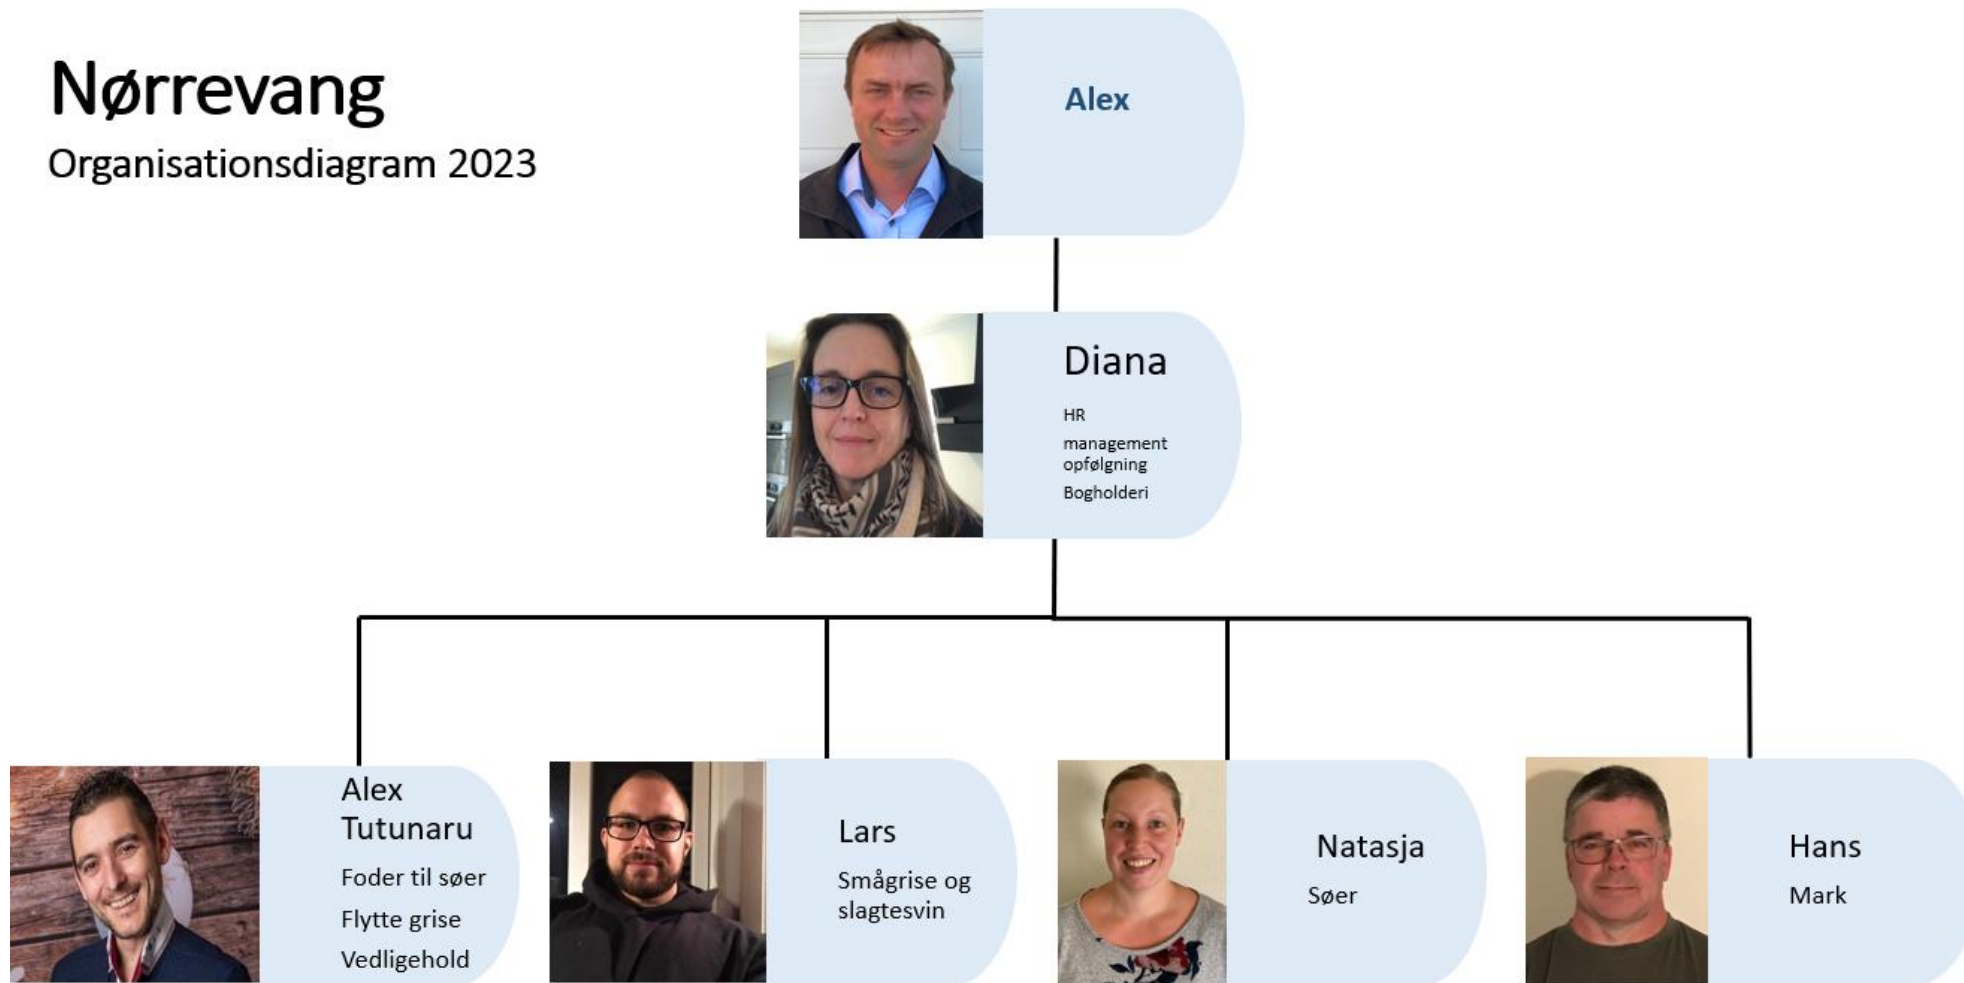 Nørrevang
Organisationsdiagram 2023
Alex
Diana
HR
management
opfølgning
Bogholderi
Alex
Tutunaru
Foder til søer
Flytte grise
Vedligehold
Lars
Smågrise og
slagtesvin
Natasja
Søer
Hans
Mark